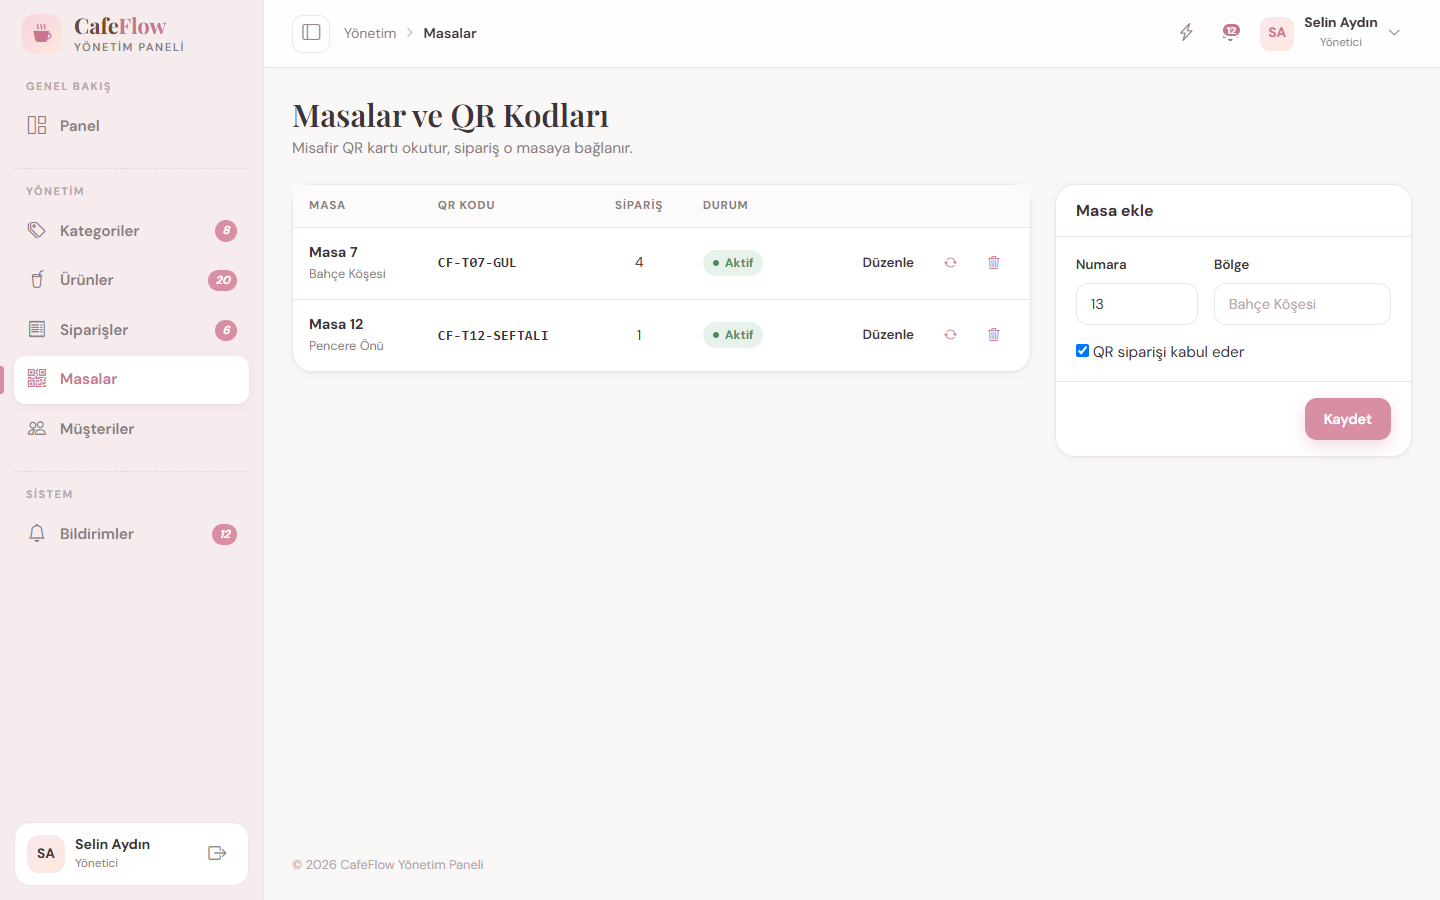 CafeFlow
YÖNETİM PANELİ
GENEL BAKIŞ
Panel
YÖNETİM
Kategoriler 8
Ürünler 20
Siparişler 6
Masalar
Müşteriler
SİSTEM
Bildirimler 12
SA Selin Aydın
Yönetici
Yönetim Masalar
12
SA Selin Aydın
Yönetici
Masalar ve QR Kodları
Misafir QR kartı okutur, sipariş o masaya bağlanır.
MASA QR KODU SİPARİŞ DURUM
Masa 7
Bahçe Köşesi
CF-T07-GUL 4 Aktif Düzenle
Masa 12
Pencere Önü
CF-T12-SEFTALI 1 Aktif Düzenle
Masa ekle
Numara Bölge
13 Bahçe Köşesi
QR siparişi kabul eder
Kaydet
© 2026 CafeFlow Yönetim Paneli